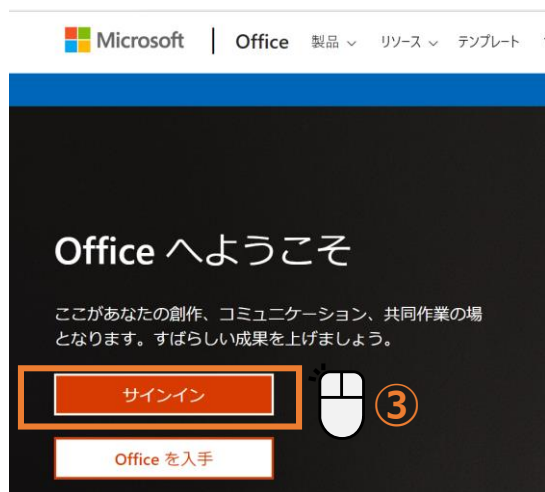 Microsoft | Office 製品 リソース テンプレート
Office へようこそ
ここがあなたの創作、コミュニケーション、共同作業の場
となります。すばらしい成果を上げましょう。
サインイン
③
Office を入手